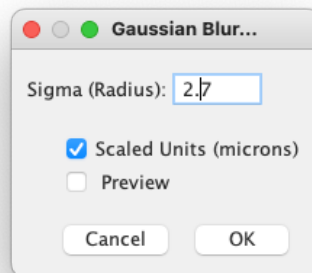 Gaussian Blur...
Sigma (Radius): 2.7
Scaled Units (microns)
Preview
Cancel OK